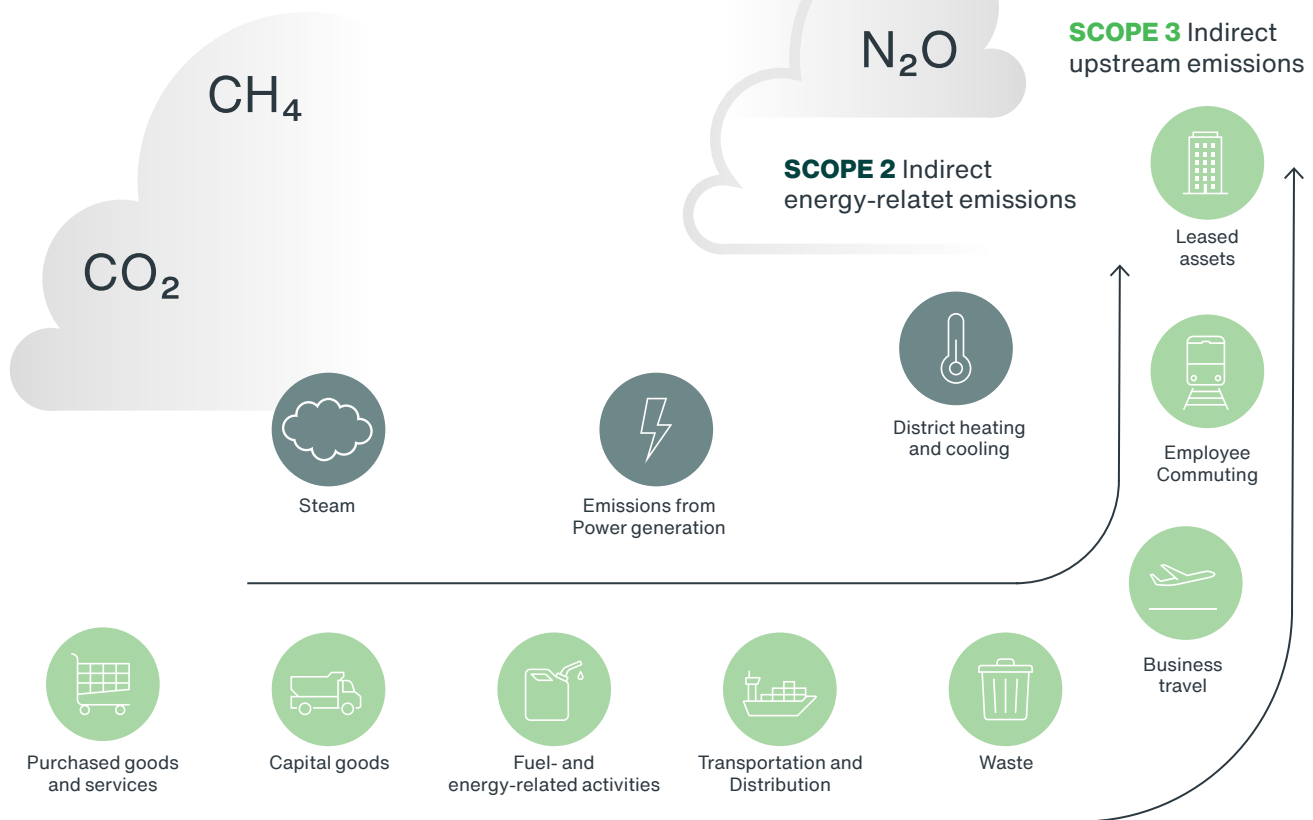 CH₄
N₂O
SCOPE 3 Indirect
upstream emissions
SCOPE 2 Indirect
energy-relatet emissions
CO₂
Leased
assets
District heating
and cooling
Employee
Commuting
Steam
Emissions from
Power generation
Business
travel
Purchased goods
and services
Capital goods
Fuel- and
energy-related activities
Transportation and
Distribution
Waste